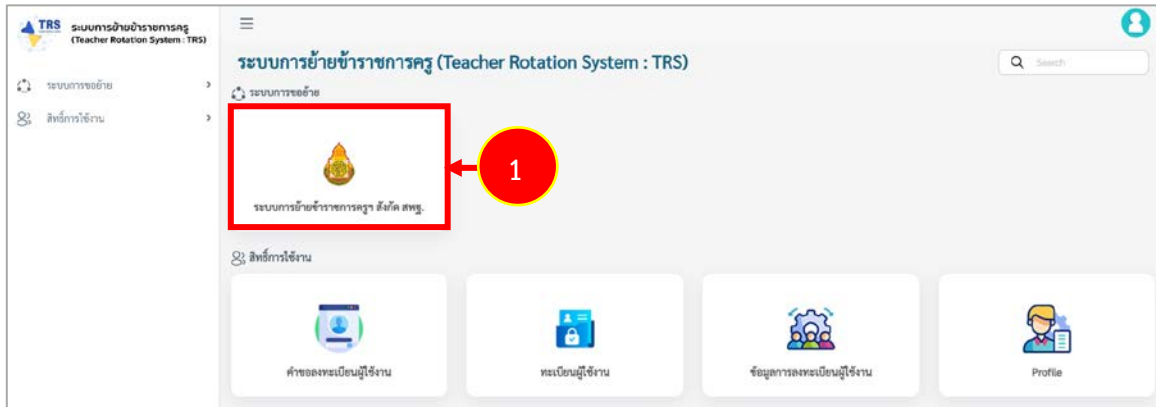 TRS ระบบการย้ายข้าราชการครู
(Teacher Rotation System : TRS)
ระบบการขอย้าย
สิทธิ์การใช้งาน
ระบบการย้ายข้าราชการครู (Teacher Rotation System : TRS)
Search
ระบบการขอย้าย
1
ระบบการย้ายข้าราชการครูฯ สังกัด สพฐ.
สิทธิ์การใช้งาน
คำขอลงทะเบียนผู้ใช้งาน
ทะเบียนผู้ใช้งาน
ข้อมูลการลงทะเบียนผู้ใช้งาน
Profile